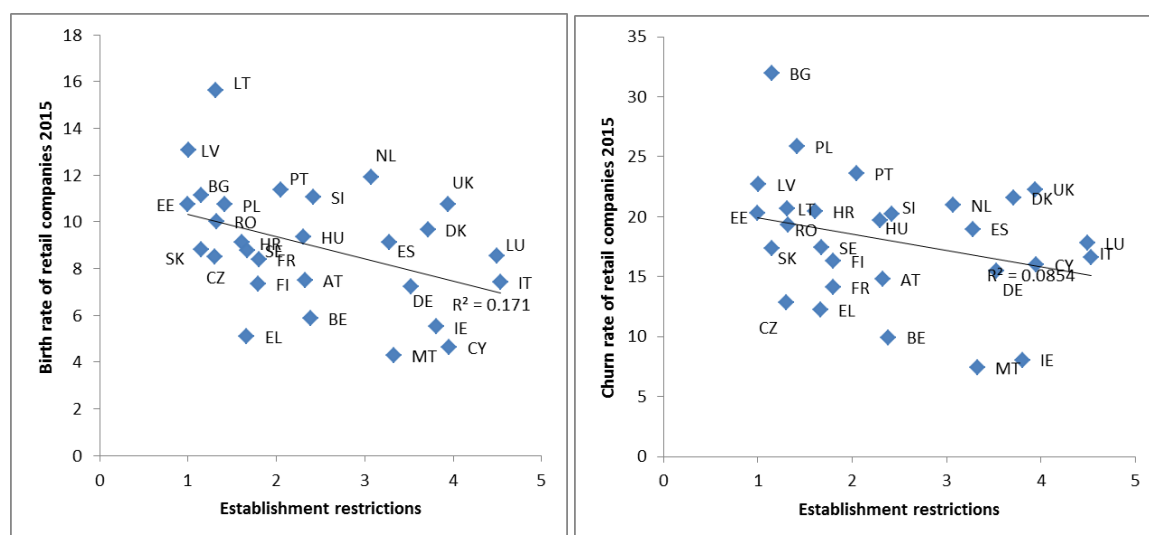 Birth rate of retail companies 2015
18
16
14
12
10
8
6
4
2
0
LT
LV
NL
BG
PT
SI
UK
EE
PL
RO
DK
HR
HU
ES
SK
SE
LU
CZ
FR
FI
AT
DE
IT
R² = 0.171
BE
IE
EL
MT
CY
0 1 2 3 4 5
Establishment restrictions
Churn rate of retail companies 2015
35
30
25
20
15
10
5
0
BG
PL
PT
LV
UK
DK
EE
LT
HR
SI
NL
RO
HU
ES
SK
SE
LU
FI
CY
IT
AT
R² = 0.0854
FR
DE
CZ
EL
BE
MT
IE
0 1 2 3 4 5
Establishment restrictions